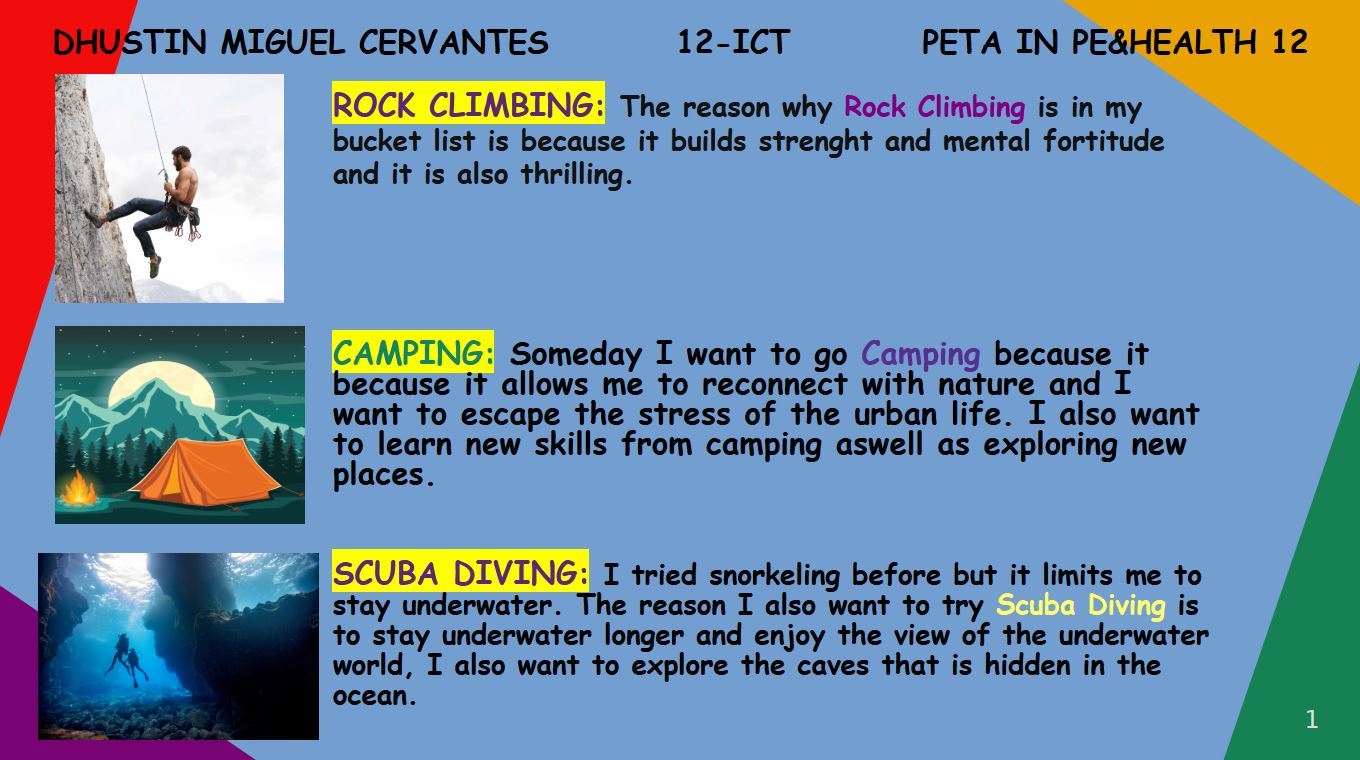 DHUSTIN MIGUEL CERVANTES 12-ICT PETA IN PE&HEALTH 12
ROCK CLIMBING: The reason why Rock Climbing is in my
bucket list is because it builds strenght and mental fortitude
and it is also thrilling.
CAMPING: Someday I want to go Camping because it
because it allows me to reconnect with nature and I
want to escape the stress of the urban life. I also want
to learn new skills from camping aswell as exploring new
places.
SCUBA DIVING: I tried snorkeling before but it limits me to
stay underwater. The reason I also want to try Scuba Diving is
to stay underwater longer and enjoy the view of the underwater
world, I also want to explore the caves that is hidden in the
ocean.
1